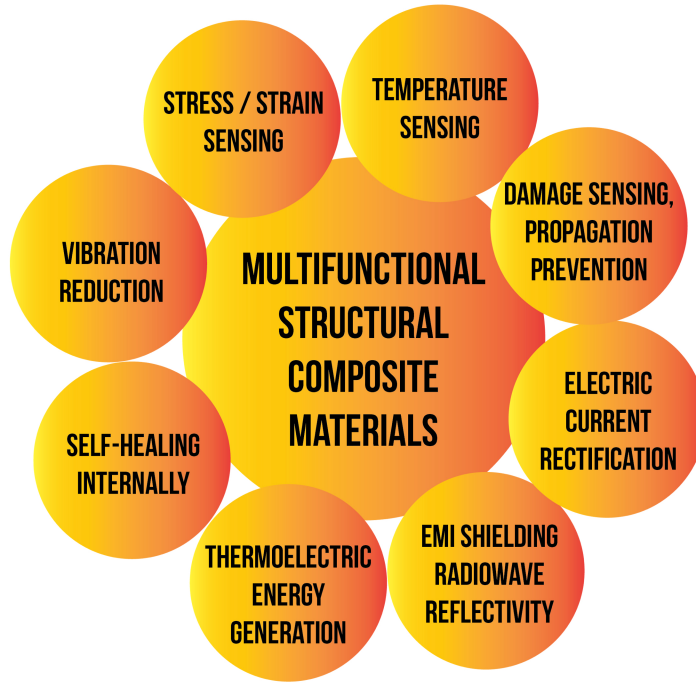 STRESS / STRAIN
SENSING
TEMPERATURE
SENSING
DAMAGE SENSING,
PROPAGATION
PREVENTION
VIBRATION
REDUCTION
MULTIFUNCTIONAL
STRUCTURAL
COMPOSITE
MATERIALS
ELECTRIC
CURRENT
RECTIFICATION
SELF-HEALING
INTERNALLY
THERMOELECTRIC
ENERGY
GENERATION
EMI SHIELDING
RADIOWAVE
REFLECTIVITY